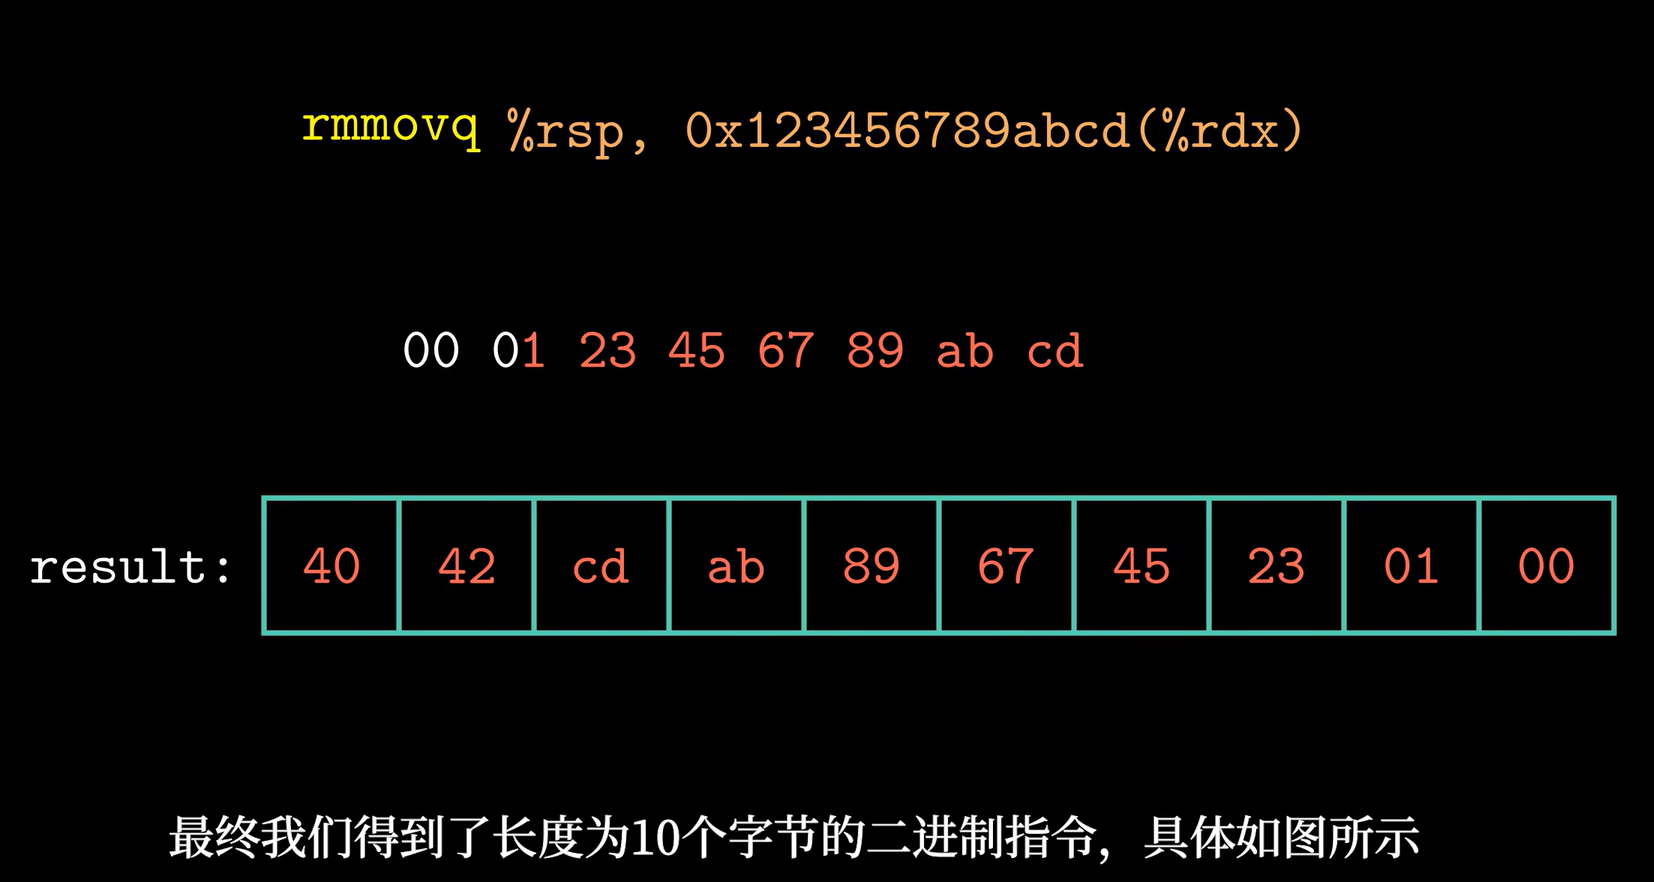 rmmovq %rsp, 0x123456789abcd(%rdx)
00 01 23 45 67 89 ab cd
result: 40 42 cd ab 89 67 45 23 01 00
最终我们得到了长度为10个字节的二进制指令，具体如图所示